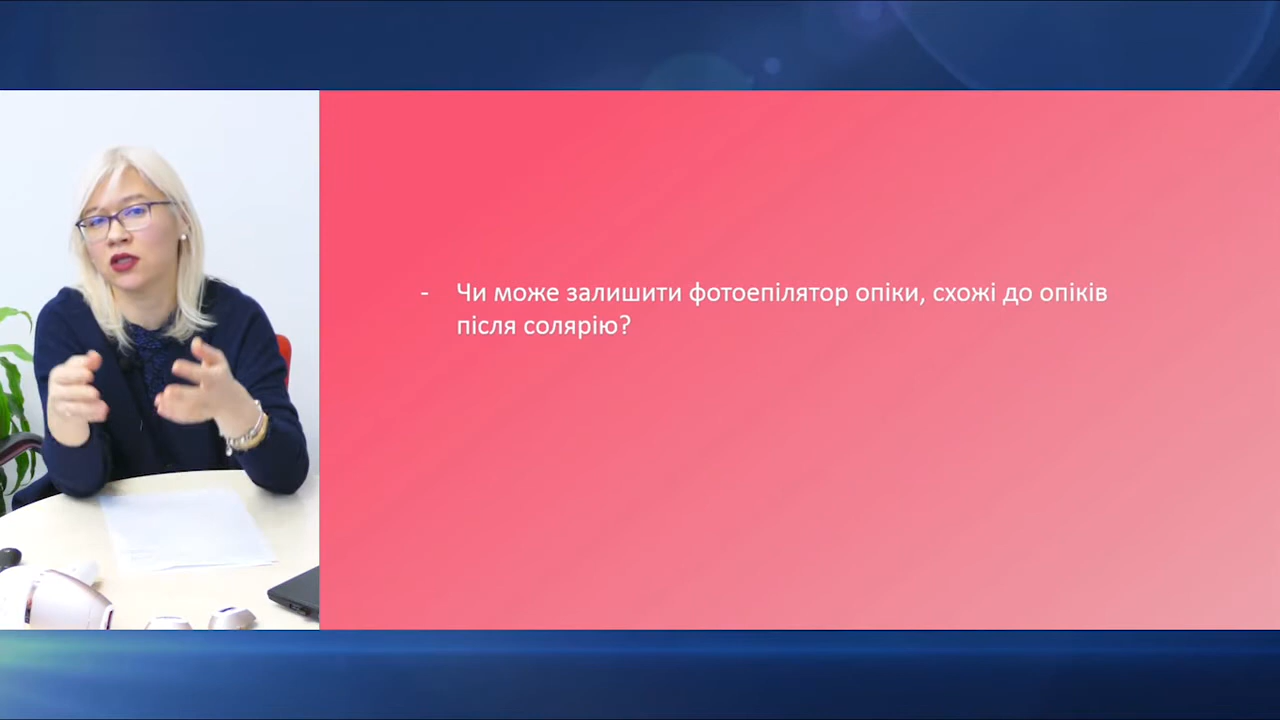 - Чи може залишити фотоепілятор опіки, схожі до опіків
після солярію?